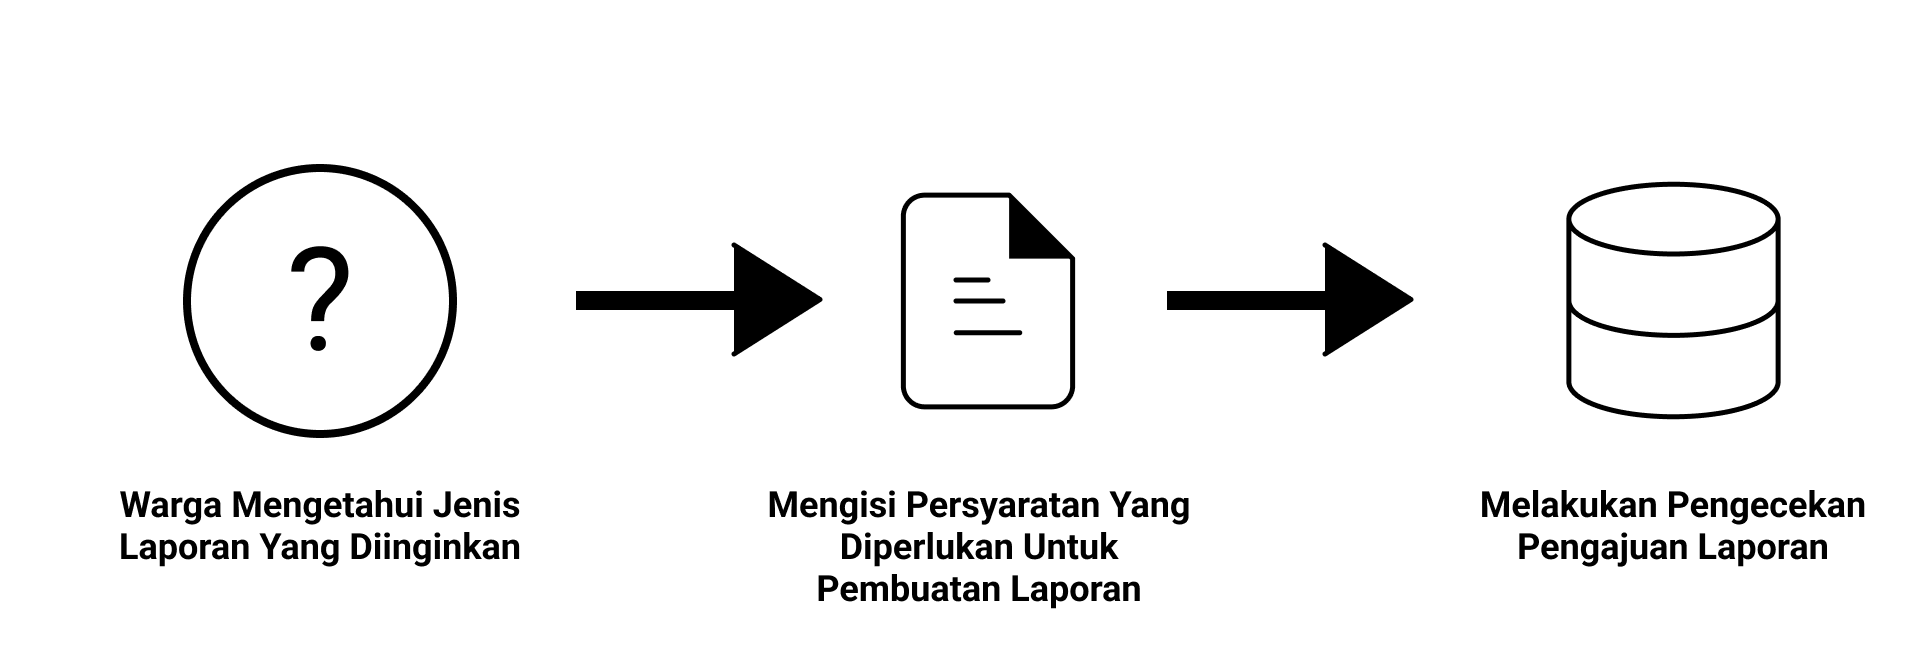 ?
Warga Mengetahui Jenis
Laporan Yang Diinginkan
Mengisi Persyaratan Yang
Diperlukan Untuk
Pembuatan Laporan
Melakukan Pengecekan
Pengajuan Laporan